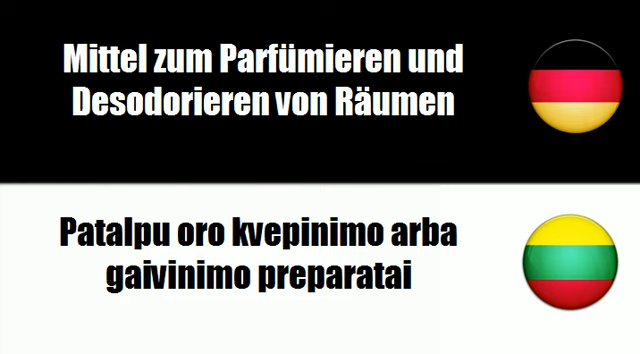 Mittel zum Parfümieren und
Desodorieren von Räumen
Patalpu oro kvepinimo arba
gaivinimo preparatai